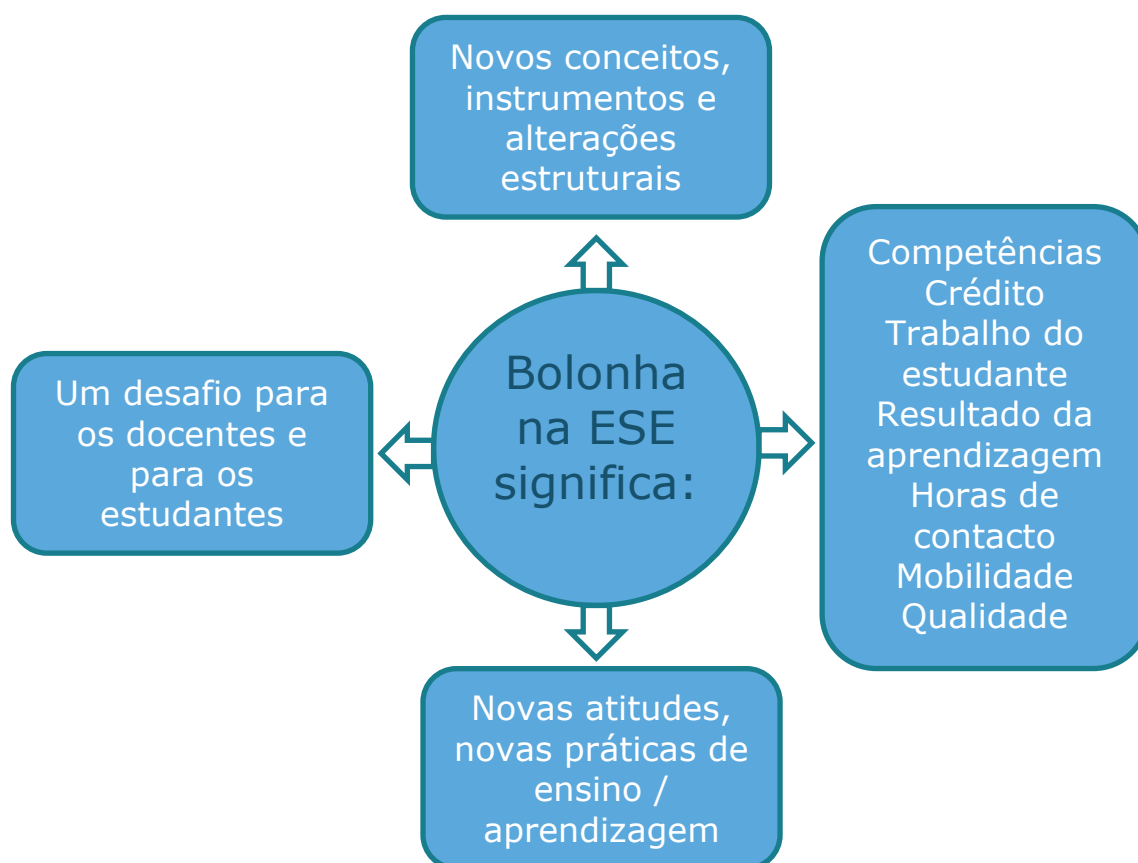 Novos conceitos,
instrumentos e
alterações
estruturais
Competências
Crédito
Trabalho do
estudante
Resultado da
aprendizagem
Horas de
contacto
Mobilidade
Qualidade
Bolonha
na ESE
significa:
Um desafio para
os docentes e
para os
estudantes
Novas atitudes,
novas práticas de
ensino /
aprendizagem